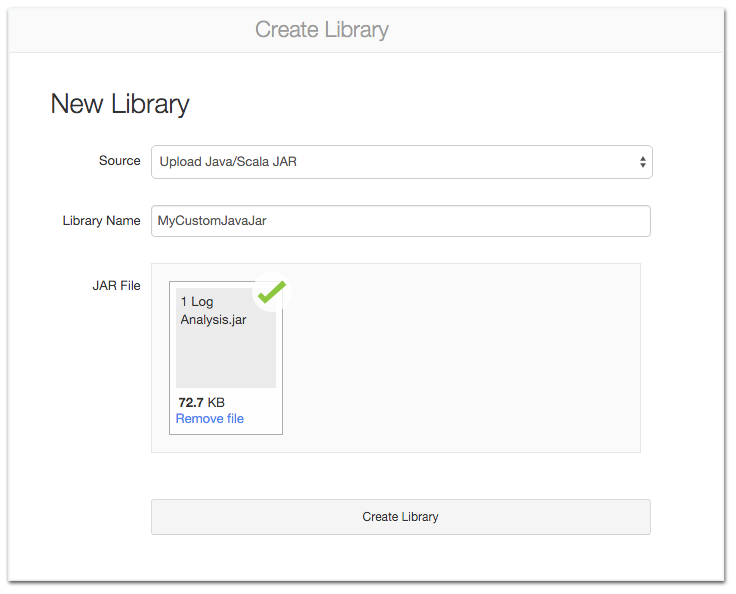 Create Library
New Library
Source Upload Java/Scala JAR
Library Name MyCustomJavaJar
JAR File
1 Log
Analysis.jar
72.7 KB
Remove file
Create Library